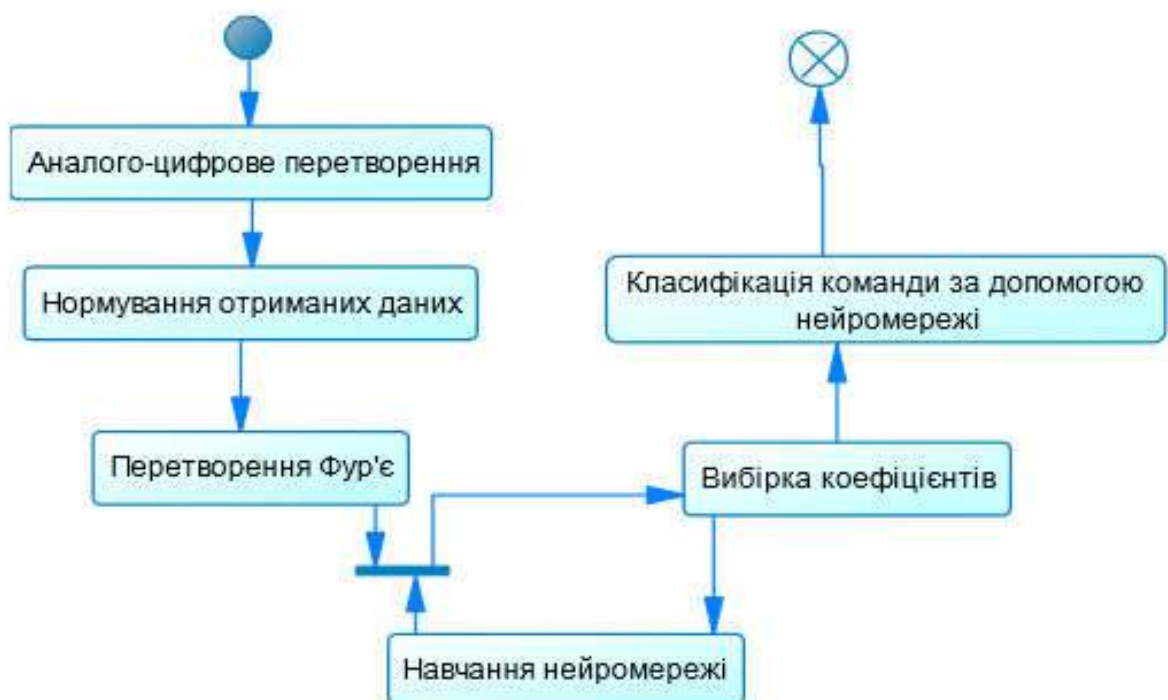 Аналого-цифрове перетворення
Нормування отриманих даних
Перетворення Фур'є
Навчання нейромережі
Вибірка коефіцієнтів
Класифікація команди за допомогою
нейромережі